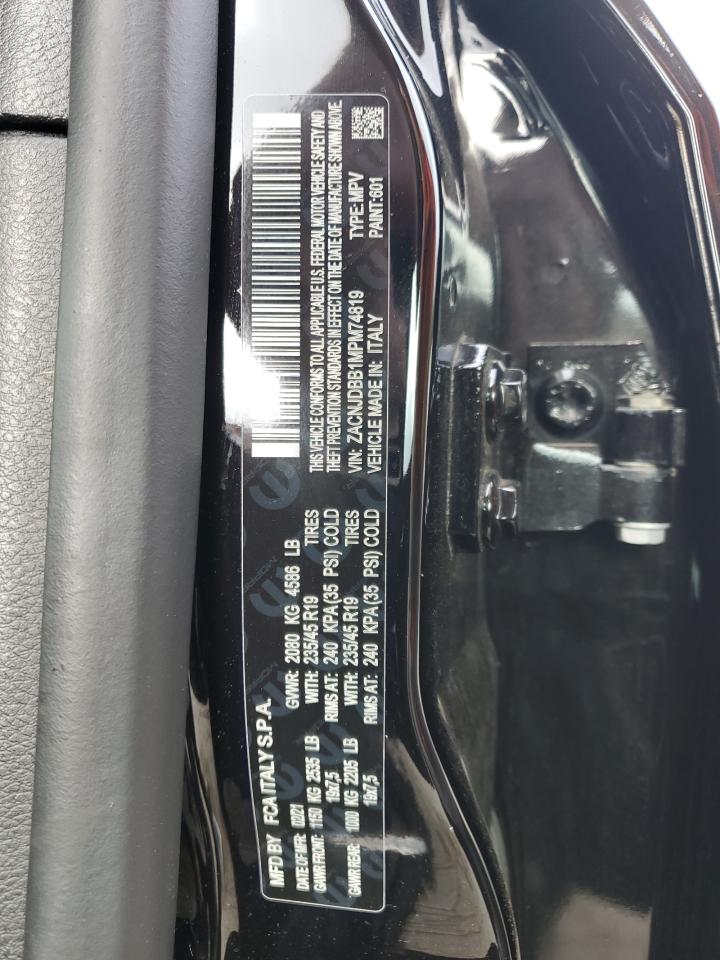 MFD BY FCA ITALY S.P.A.
DATE OF MFR: 02/21 GVWR: 2080 KG 4586 LB
GAWR FRONT: 1150 KG 2535 LB WITH: 235/45 R19 TIRES
19x7,5 RIMS AT: 240 KPA(35 PSI) COLD
GAWR REAR: 1000 KG 2205 LB WITH: 235/45 R19 TIRES
19x7,5 RIMS AT: 240 KPA(35 PSI) COLD
THIS VEHICLE CONFORMS TO ALL APPLICABLE U.S. FEDERAL MOTOR VEHICLE SAFETY AND
THEFT PREVENTION STANDARDS IN EFFECT ON THE DATE OF MANUFACTURE SHOWN ABOVE.
VIN: ZACNJDBB1MPM74819 TYPE: MPV
VEHICLE MADE IN: ITALY PAINT:601